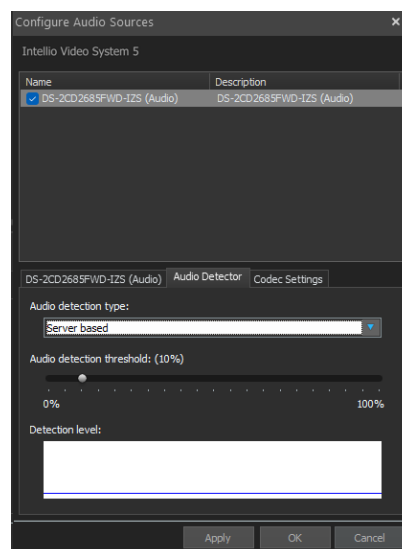 Configure Audio Sources
Intellio Video System 5
Name Description
DS-2CD2685FWD-IZS (Audio) DS-2CD2685FWD-IZS (Audio)
DS-2CD2685FWD-IZS (Audio) Audio Detector Codec Settings
Audio detection type:
Server based
Audio detection threshold: (10%)
0% 100%
Detection level:
Apply OK Cancel